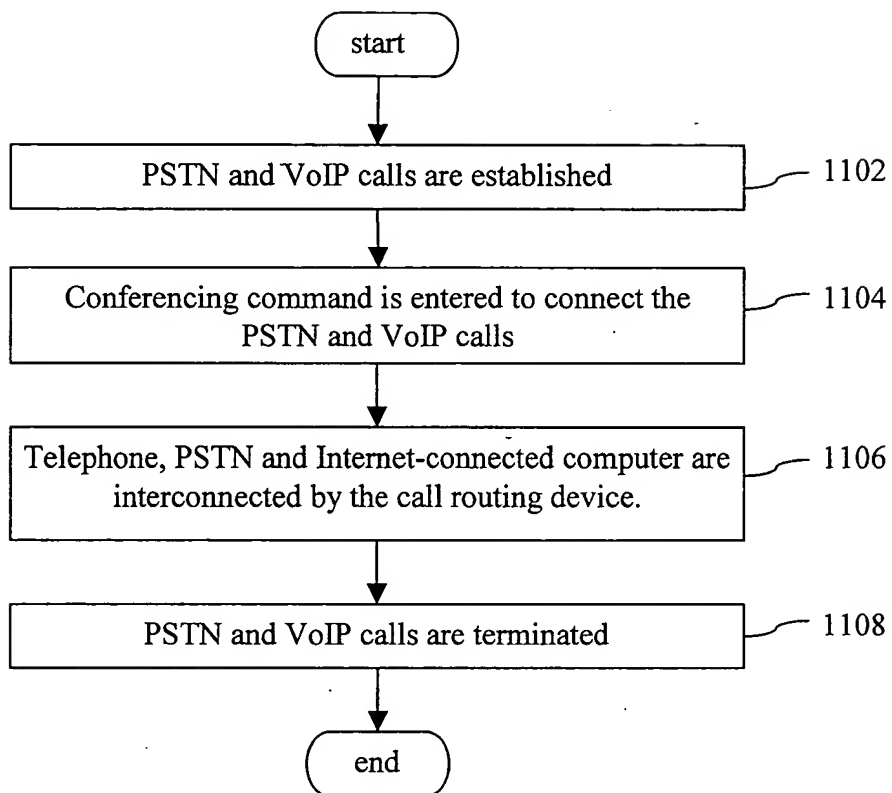 start
PSTN and VoIP calls are established
1102
Conferencing command is entered to connect the
PSTN and VoIP calls
1104
Telephone, PSTN and Internet-connected computer are
interconnected by the call routing device.
1106
PSTN and VoIP calls are terminated
1108
end